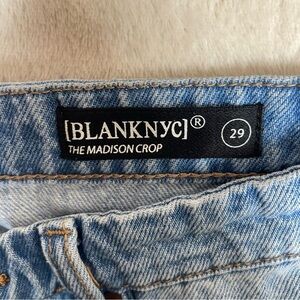 [BLANKNYC]®
THE MADISON CROP
29